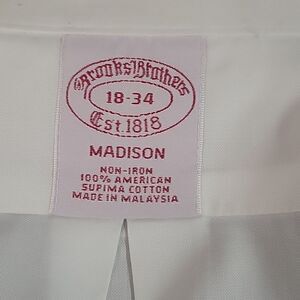 Brooks Brothers
18-34
Est.1818
MADISON
NON-IRON
100% AMERICAN
SUPIMA COTTON
MADE IN MALAYSIA